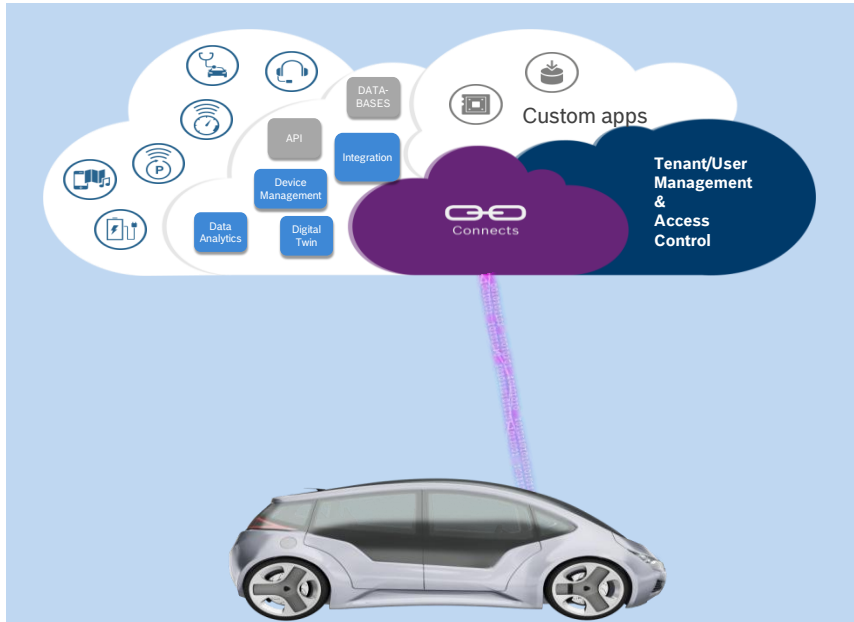 DATA-
BASES
API
Integration
Device
Management
Data
Analytics
Digital
Twin
P
Custom apps
Connects
Tenant/User
Management
&
Access
Control